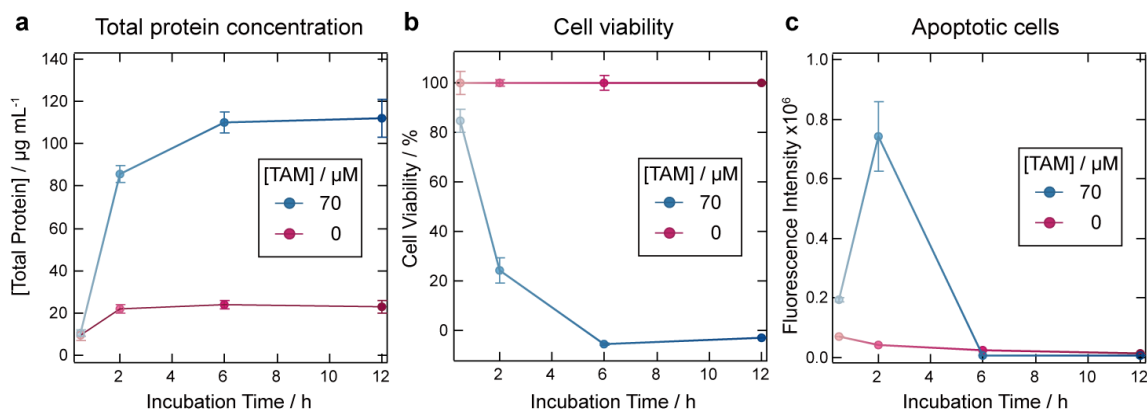 a Total protein concentration
[Total Protein] / µg mL⁻¹
140
120
100
80
60
40
20
0
[TAM] / µM
70
0
2 4 6 8 10 12
Incubation Time / h
b Cell viability
Cell Viability / %
100
80
60
40
20
0
[TAM] / µM
70
0
2 4 6 8 10 12
Incubation Time / h
c Apoptotic cells
Fluorescence Intensity x10⁶
1.0
0.8
0.6
0.4
0.2
0.0
[TAM] / µM
70
0
2 4 6 8 10 12
Incubation Time / h